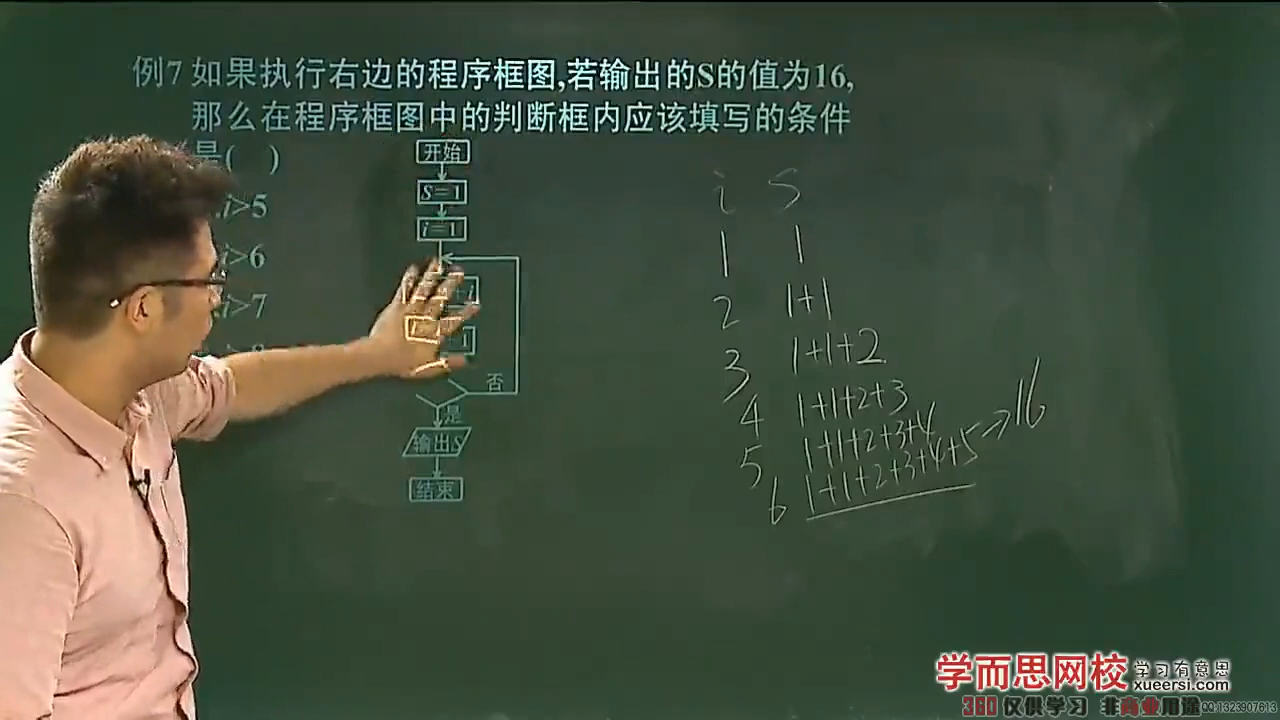 例7 如果执行右边的程序框图,若输出的S的值为16,
那么在程序框图中的判断框内应该填写的条件
是( )
i>5
i>6
i>7
开始
S=1
i=1
否
是
输出S
结束
i S
1 1
2 1+1
3 1+1+2
4 1+1+2+3
5 1+1+2+3+4
6 1+1+2+3+4+5→16
学而思网校 学习有意思
xueersi.com
360 仅供学习 非商业用途 QQ:1323907613